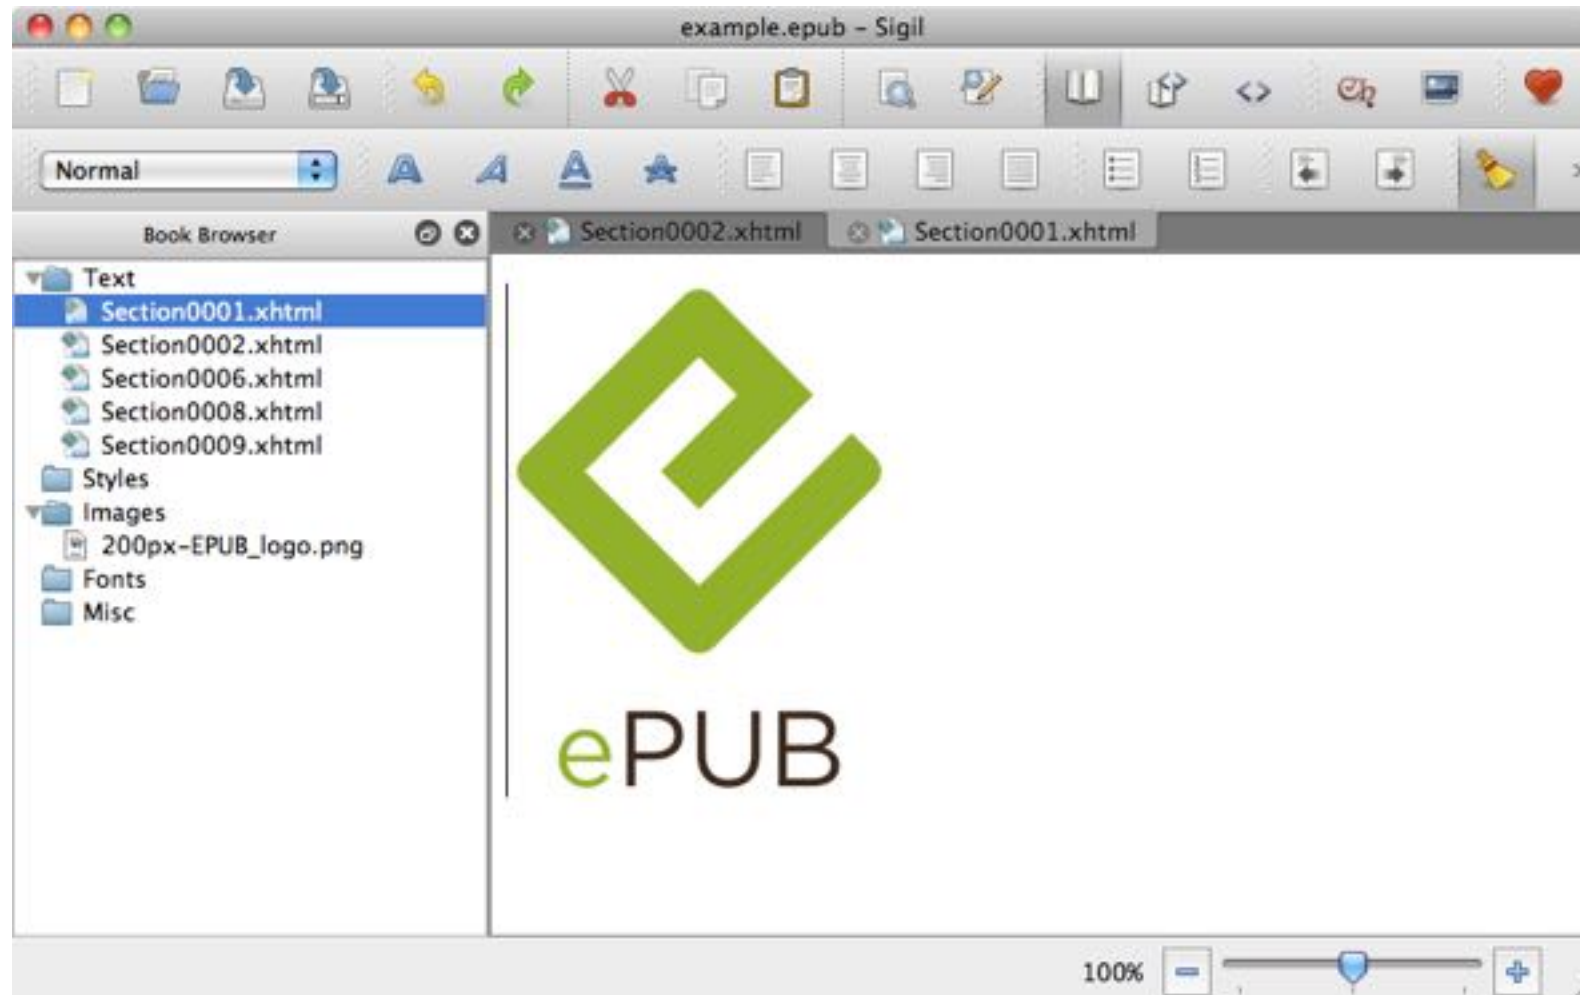 example.epub – Sigil
Normal
Book Browser
Section0002.xhtml
Section0001.xhtml
Text
Section0001.xhtml
Section0002.xhtml
Section0006.xhtml
Section0008.xhtml
Section0009.xhtml
Styles
Images
200px-EPUB_logo.png
Fonts
Misc
ePUB
100%